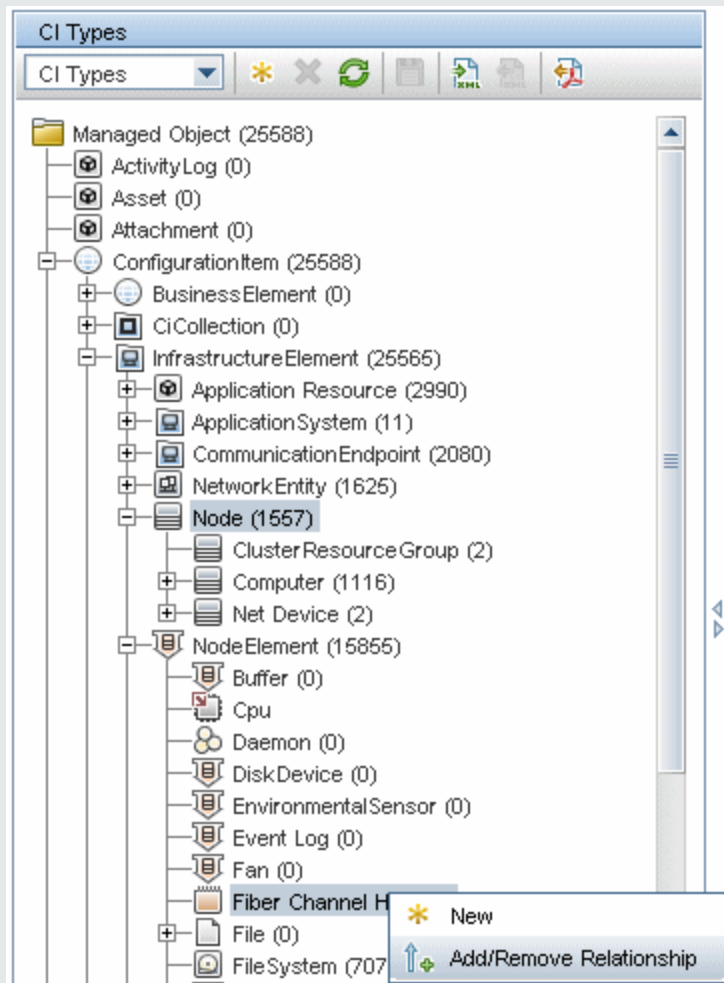 CI Types
CI Types
XML
Managed Object (25588)
ActivityLog (0)
Asset (0)
Attachment (0)
ConfigurationItem (25588)
BusinessElement (0)
CiCollection (0)
InfrastructureElement (25565)
Application Resource (2990)
ApplicationSystem (11)
CommunicationEndpoint (2080)
NetworkEntity (1625)
Node (1557)
ClusterResourceGroup (2)
Computer (1116)
Net Device (2)
NodeElement (15855)
Buffer (0)
Cpu
Daemon (0)
DiskDevice (0)
EnvironmentalSensor (0)
Event Log (0)
Fan (0)
Fiber Channel H
New
File (0)
Add/Remove Relationship
FileSystem (707